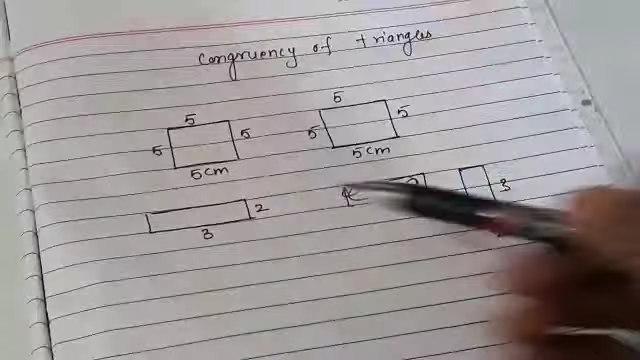 Congruency of triangles
5 5
5 5 5 5
5cm 5cm
2 3
3